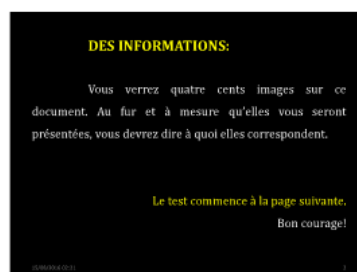 DES INFORMATIONS:
Vous verrez quatre cents images sur ce
document. Au fur et à mesure qu'elles vous seront
présentées, vous devrez dire à quoi elles correspondent.
Le test commence à la page suivante.
Bon courage!